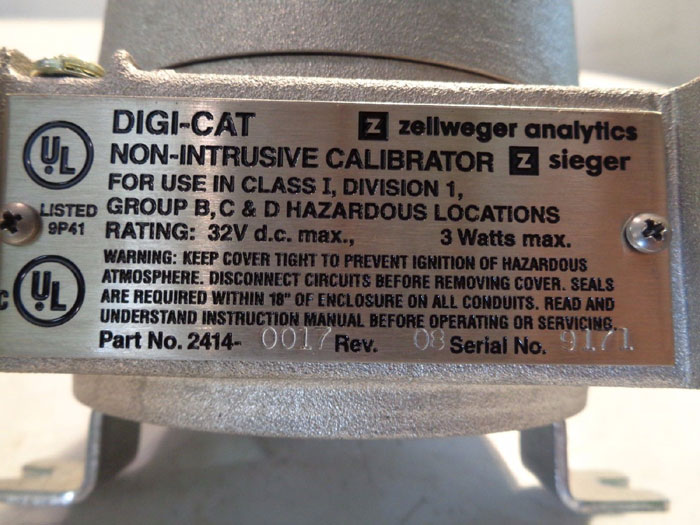 DIGI-CAT Z zellweger analytics
UL NON-INTRUSIVE CALIBRATOR Z sieger
FOR USE IN CLASS I, DIVISION 1,
LISTED GROUP B, C & D HAZARDOUS LOCATIONS
9P41 RATING: 32V d.c. max., 3 Watts max.
WARNING: KEEP COVER TIGHT TO PREVENT IGNITION OF HAZARDOUS
ATMOSPHERE. DISCONNECT CIRCUITS BEFORE REMOVING COVER. SEALS
C UL ARE REQUIRED WITHIN 18" OF ENCLOSURE ON ALL CONDUITS. READ AND
UNDERSTAND INSTRUCTION MANUAL BEFORE OPERATING OR SERVICING.
Part No. 2414- 0017 Rev. 08 Serial No. 9171